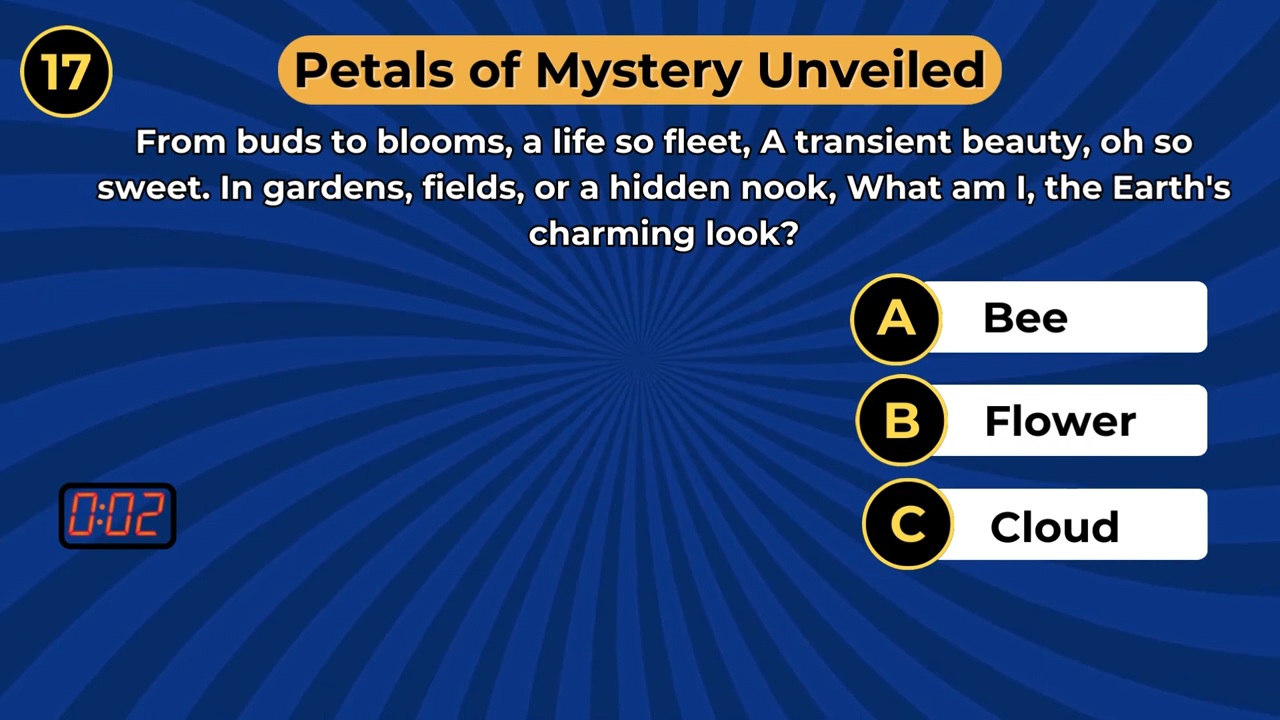 17
Petals of Mystery Unveiled
From buds to blooms, a life so fleet, A transient beauty, oh so
sweet. In gardens, fields, or a hidden nook, What am I, the Earth's
charming look?
A Bee
B Flower
C Cloud
0:02